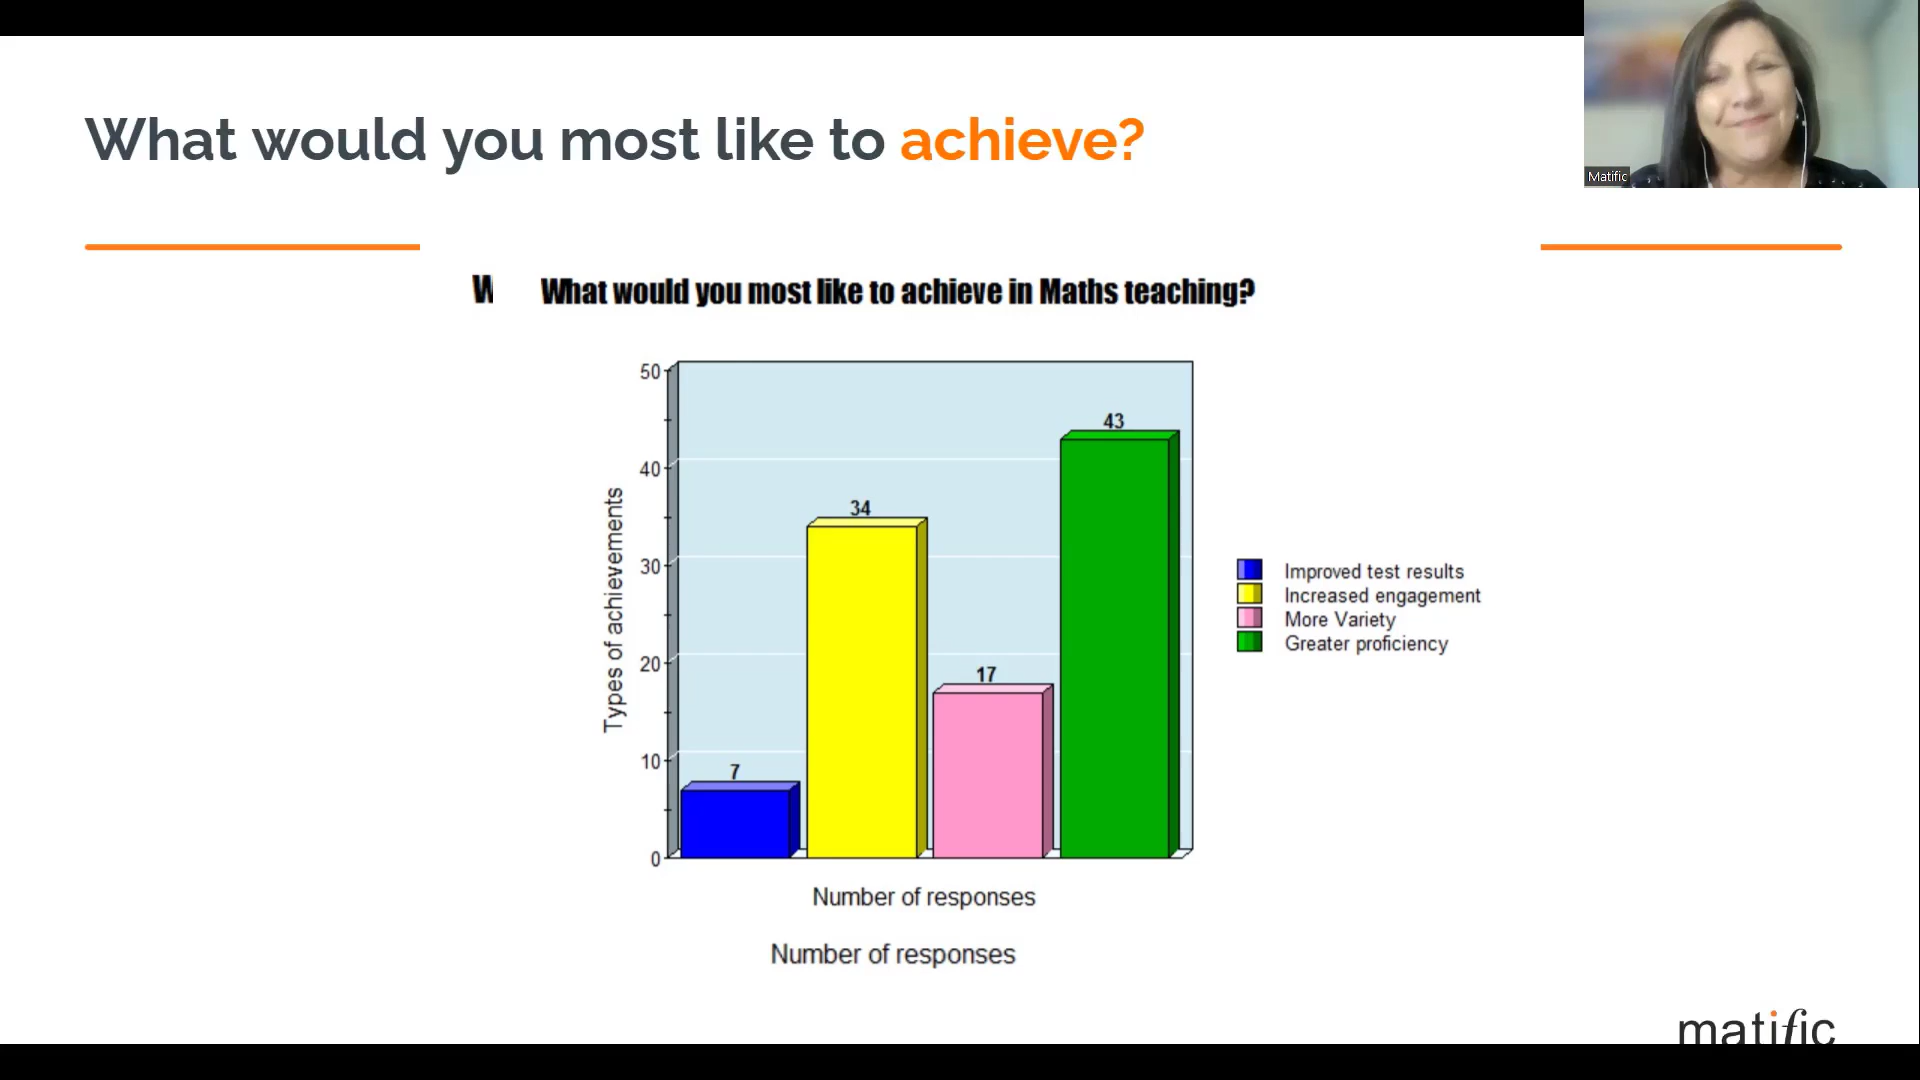 What would you most like to achieve?
Matific
W What would you most like to achieve in Maths teaching?
50
40
30
20
10
0
Types of achievements
7
34
17
43
Improved test results
Increased engagement
More Variety
Greater proficiency
Number of responses
Number of responses
matific